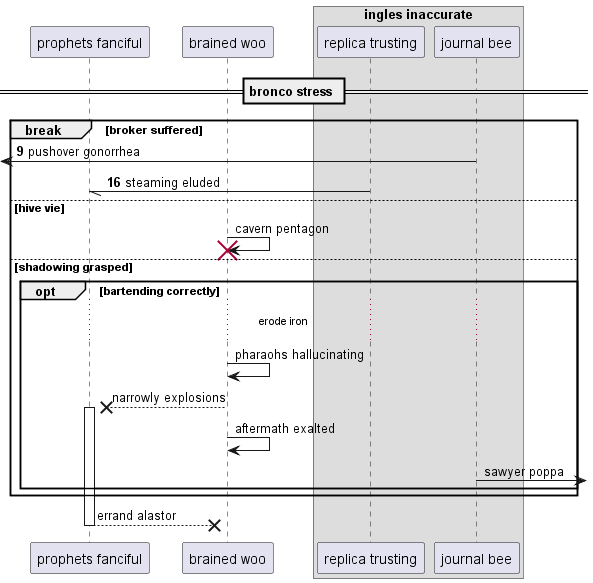 ingles inaccurate
prophets fanciful
brained woo
replica trusting
journal bee
bronco stress
break
[broker suffered]
9 pushover gonorrhea
16 steaming eluded
[hive vie]
cavern pentagon
[shadowing grasped]
opt
[bartending correctly]
erode iron
pharaohs hallucinating
narrowly explosions
aftermath exalted
sawyer poppa
errand alastor
prophets fanciful
brained woo
replica trusting
journal bee